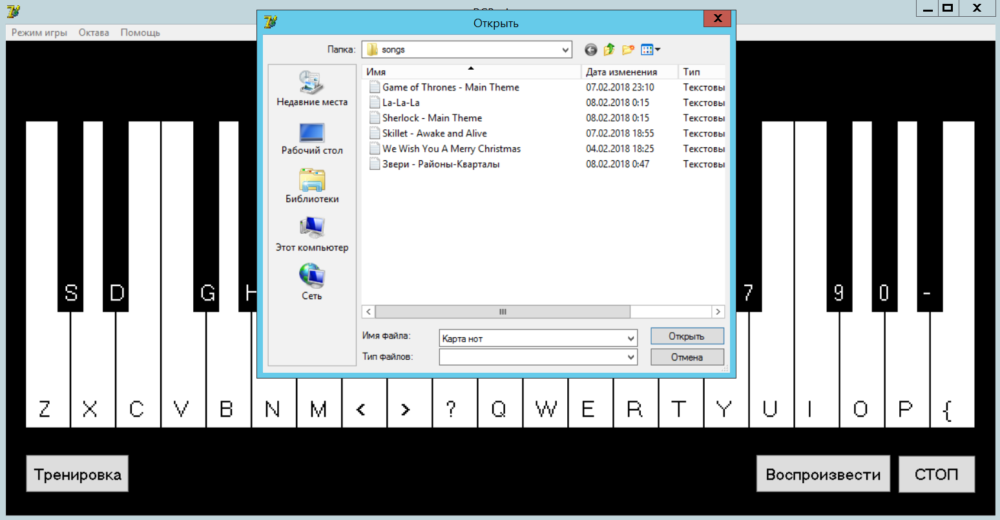 Открыть
Режим игры Октава Помощь
Папка: songs
Имя Дата изменения Тип
Game of Thrones - Main Theme 07.02.2018 23:10 Текстовы
La-La-La 08.02.2018 0:15 Текстовы
Sherlock - Main Theme 08.02.2018 0:15 Текстовы
Skillet - Awake and Alive 07.02.2018 18:55 Текстовы
We Wish You A Merry Christmas 04.02.2018 18:25 Текстовы
Звери - Районы-Кварталы 08.02.2018 0:47 Текстовы
Недавние места
Рабочий стол
Библиотеки
Этот компьютер
Сеть
Имя файла: Карта нот Открыть
Тип файлов: Отмена
S D G H 7 9 0 -
Z X C V B N M < > ? Q W E R T Y U I O P {
Тренировка Воспроизвести СТОП